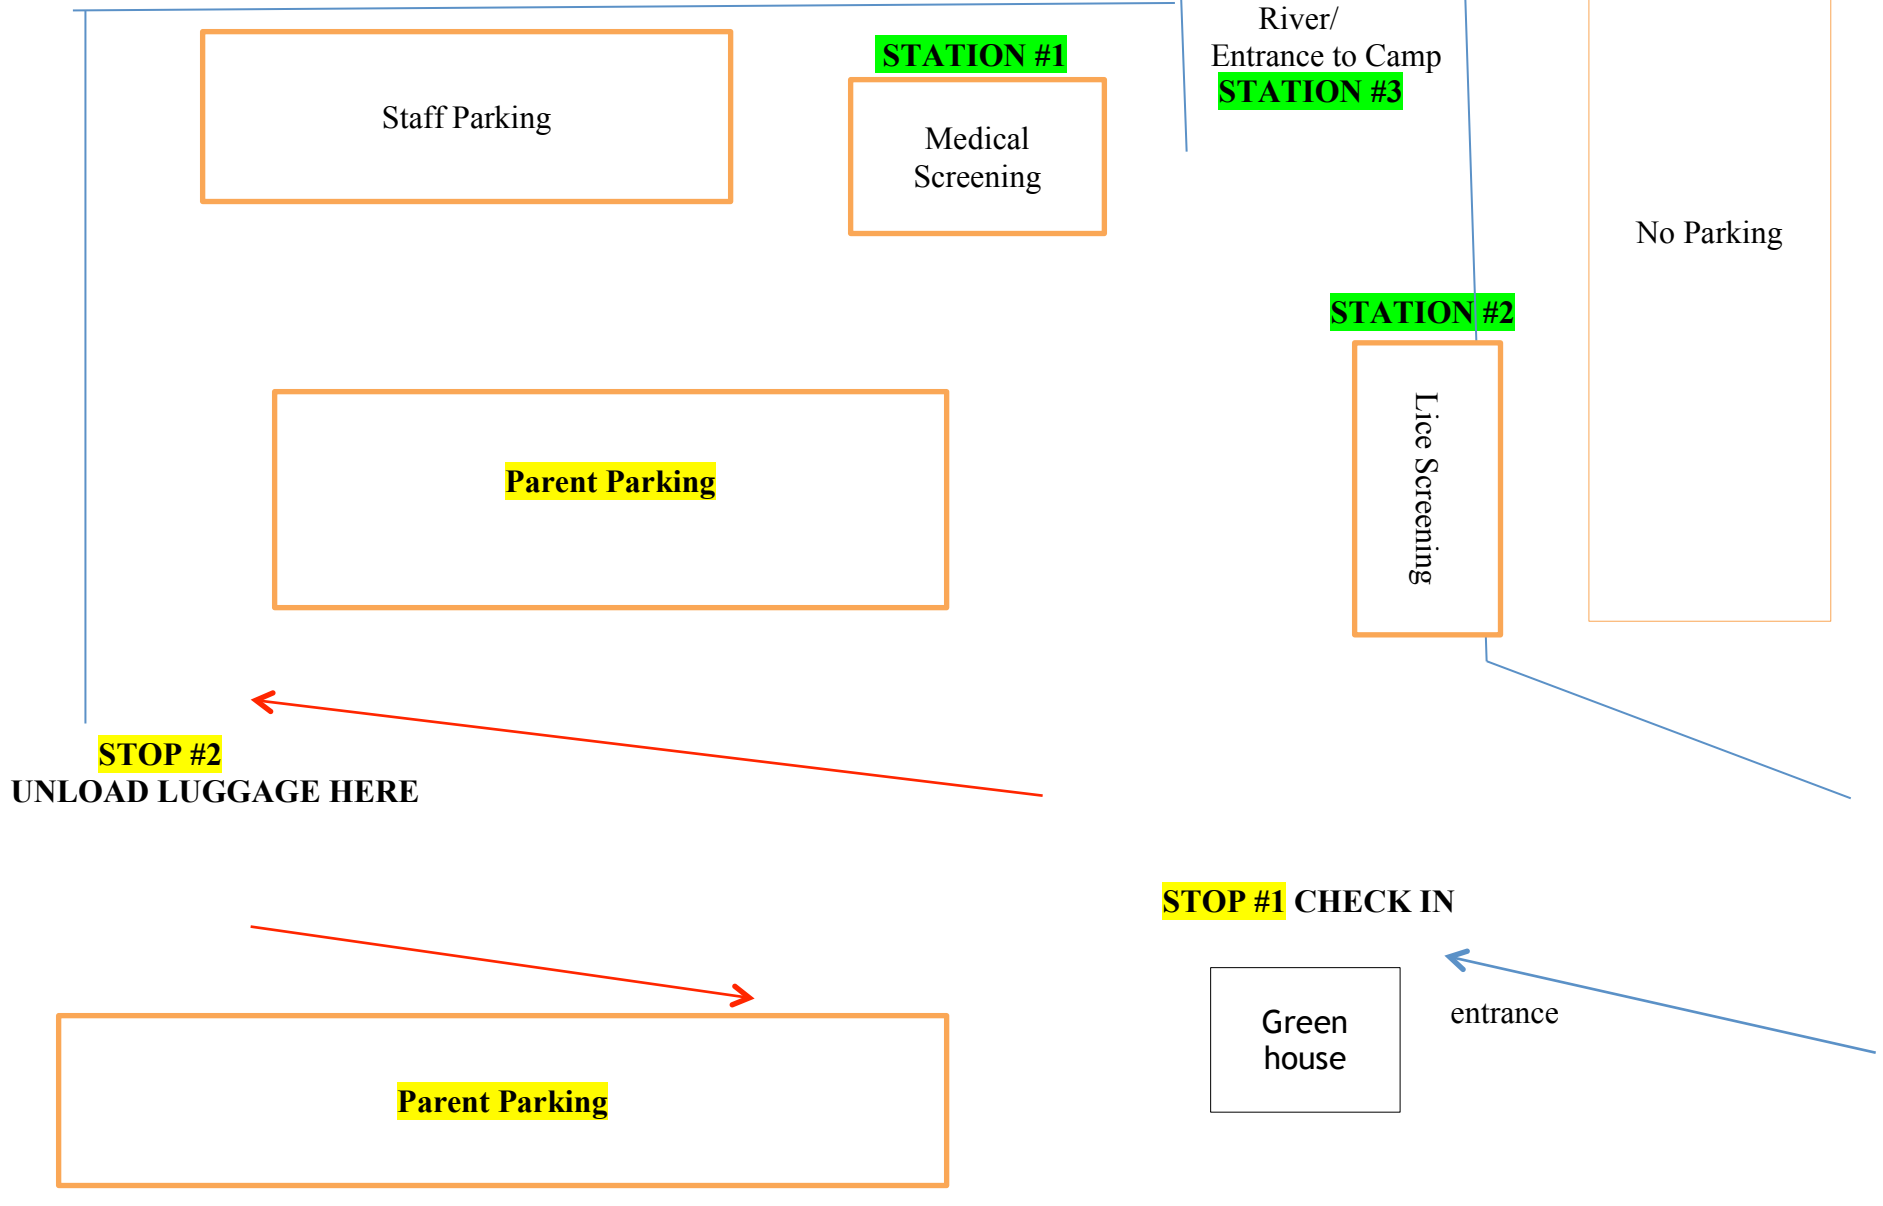 River/
Entrance to Camp
STATION #3
STATION #1
Staff Parking
Medical
Screening
No Parking
STATION #2
Lice Screening
Parent Parking
STOP #2
UNLOAD LUGGAGE HERE
STOP #1 CHECK IN
entrance
Green
house
Parent Parking